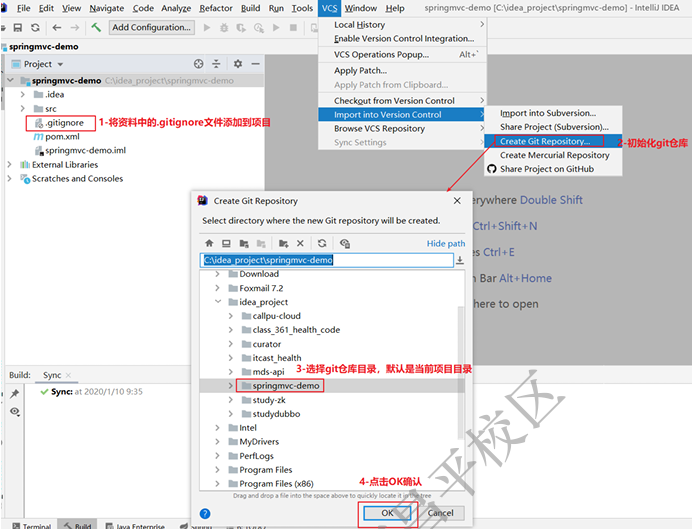 File Edit View Navigate Code Analyze Refactor Build Run Tools VCS Window Help springmvc-demo [C:\idea_project\springmvc-demo] - IntelliJ IDEA
Add Configuration...
springmvc-demo
Project
springmvc-demo C:\idea_project\springmvc-demo
.idea
src
.gitignore
1-将资料中的.gitignore文件添加到项目
pom.xml
springmvc-demo.iml
External Libraries
Scratches and Consoles
Local History
Enable Version Control Integration...
VCS Operations Popup... Alt+`
Apply Patch...
Apply Patch from Clipboard...
Checkout from Version Control
Import into Version Control
Browse VCS Repository
Sync Settings
Import into Subversion...
Share Project (Subversion)...
Create Git Repository...
2-初始化git仓库
Create Mercurial Repository
Share Project on GitHub
everywhere Double Shift
Ctrl+Shift+N
Ctrl+E
Bar Alt+Home
here to open
Create Git Repository
Select directory where the new Git repository will be created.
Hide path
C:\idea_project\springmvc-demo
Download
Foxmail 7.2
idea_project
callpu-cloud
class_361_health_code
curator
itcast_health
mds-api
3-选择git仓库目录，默认是当前项目目录
springmvc-demo
study-zk
studydubbo
Intel
MyDrivers
PerfLogs
Program Files
Program Files (x86)
4-点击OK确认
Drag and drop a file into the space above to quickly locate it in the tree
OK Cancel
Build: Sync
Sync: at 2020/1/10 9:35
Terminal Build Java Enterprise Spring
昌平校区